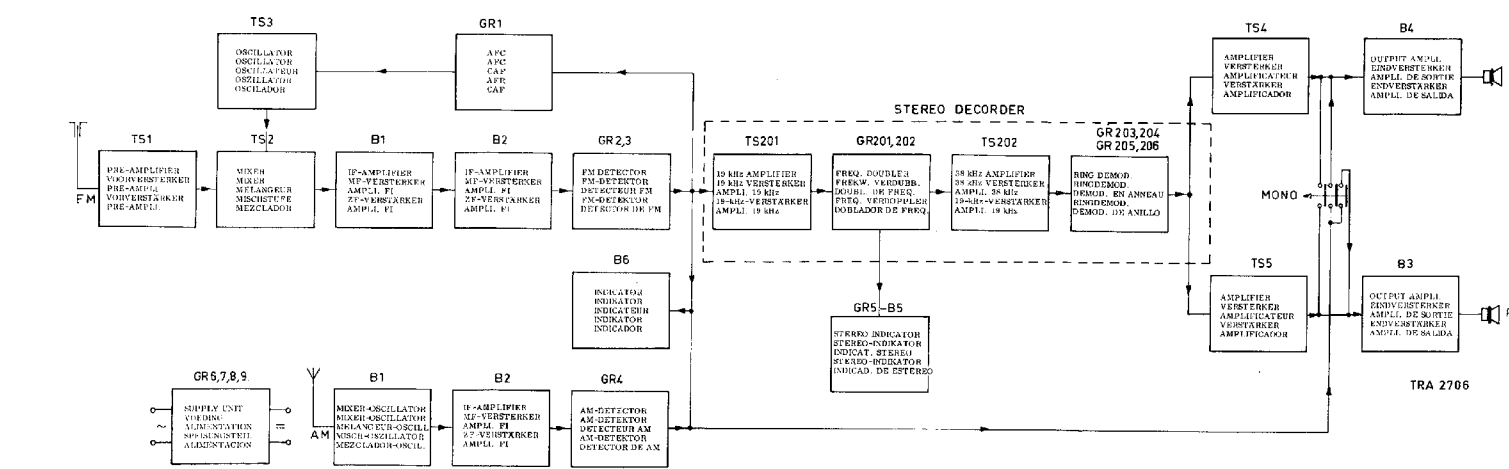 TS3
OSCILLATOR
OSCILLATOR
OSCILLATEUR
OSZILLATOR
OSCILADOR
GR1
AFC
AFC
CAF
AFR
CAF
TS4
AMPLIFIER
VERSTERKER
AMPLIFICATEUR
VERSTÄRKER
AMPLIFICADOR
B4
OUTPUT AMPLI.
EINDVERSTERKER
AMPLI. DE SORTIE
ENDVERSTÄRKER
AMPLI. DE SALIDA
FM
TS1
PRE-AMPLIFIER
VOORVERSTERKER
PRE-AMPLI
VORVERSTÄRKER
PRE-AMPLI.
TS2
MIXER
MIXER
MELANGEUR
MISCHSTUFE
MEZCLADOR
B1
IF-AMPLIFIER
MF-VERSTERKER
AMPLI. FI
ZF-VERSTÄRKER
AMPLI. FI
B2
IF-AMPLIFIER
MF-VERSTERKER
AMPLI. FI
ZF-VERSTÄRKER
AMPLI. FI
GR2,3
FM DETECTOR
FM-DETEKTOR
DETECTEUR FM
FM-DETEKTOR
DETECTOR DE FM
STEREO DECORDER
TS201
19 kHz AMPLIFIER
19 kHz VERSTERKER
AMPLI. 19 kHz
19-kHz-VERSTÄRKER
AMPLI. 19 kHz
GR201,202
FREQ. DOUBLER
FREKW. VERDUBB.
DOUBL. DE FREQ.
FREQ. VERDOPPLER
DOBLADOR DE FREQ.
TS202
38 kHz AMPLIFIER
38 kHz VERSTERKER
AMPLI. 38 kHz
19-kHz-VERSTÄRKER
AMPLI. 19 kHz
GR203,204
GR205,206
RING DEMOD.
RINGDEMOD.
DEMOD. EN ANNEAU
RINGDEMOD.
DEMOD. DE ANILLO
MONO
B6
INDICATOR
INDIKATOR
INDICATEUR
INDIKATOR
INDICADOR
GR5-B5
STEREO INDICATOR
STEREO-INDIKATOR
INDICAT. STEREO
STEREO-INDIKATOR
INDICAD. DE ESTEREO
TS5
AMPLIFIER
VERSTERKER
AMPLIFICATEUR
VERSTÄRKER
AMPLIFICADOR
B3
OUTPUT AMPLI.
EINDVERSTERKER
AMPLI. DE SORTIE
ENDVERSTÄRKER
AMPLI. DE SALIDA
TRA 2706
GR6,7,8,9.
SUPPLY UNIT
VOEDING
~ ALIMENTATION
SPEISUNGSTEIL
ALIMENTACION
AM
B1
MIXER-OSCILLATOR
MIXER-OSCILLATOR
MELANGEUR-OSCILL.
MISCH-OSZILLATOR
MEZCLADOR-OSCIL.
B2
IF-AMPLIFIER
MF-VERSTERKER
AMPLI. FI
ZF-VERSTÄRKER
AMPLI. FI
GR4
AM-DETECTOR
AM-DETEKTOR
DETECTEUR AM
AM-DETEKTOR
DETECTOR DE AM